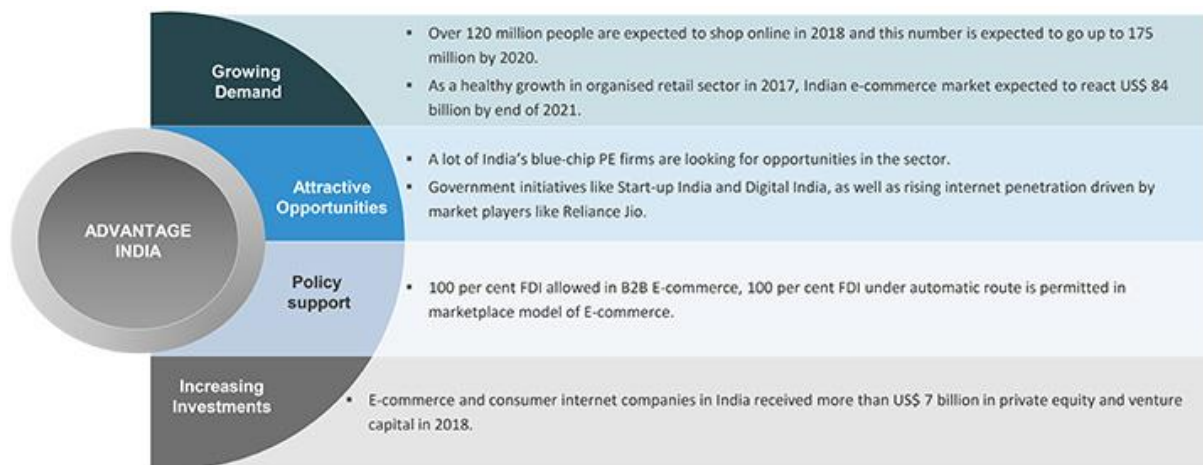 ADVANTAGE
INDIA
Growing
Demand
▪ Over 120 million people are expected to shop online in 2018 and this number is expected to go up to 175
million by 2020.
▪ As a healthy growth in organised retail sector in 2017, Indian e-commerce market expected to react US$ 84
billion by end of 2021.
Attractive
Opportunities
▪ A lot of India's blue-chip PE firms are looking for opportunities in the sector.
▪ Government initiatives like Start-up India and Digital India, as well as rising internet penetration driven by
market players like Reliance Jio.
Policy
support
▪ 100 per cent FDI allowed in B2B E-commerce, 100 per cent FDI under automatic route is permitted in
marketplace model of E-commerce.
Increasing
Investments
▪ E-commerce and consumer internet companies in India received more than US$ 7 billion in private equity and venture
capital in 2018.